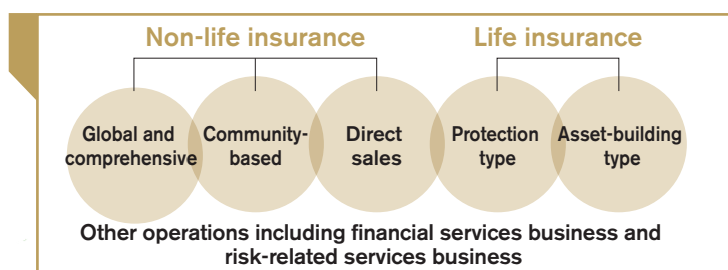 Non-life insurance
Life insurance
Global and
comprehensive
Community-
based
Direct
sales
Protection
type
Asset-building
type
Other operations including financial services business and
risk-related services business